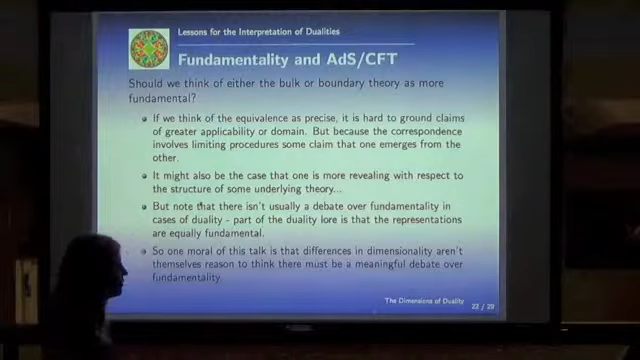 Lessons for the Interpretation of Dualities
Fundamentality and AdS/CFT
Should we think of either the bulk or boundary theory as more
fundamental?
If we think of the equivalence as precise, it is hard to ground claims
of greater applicability or domain. But because the correspondence
involves limiting procedures some claim that one emerges from the
other.
It might also be the case that one is more revealing with respect to
the structure of some underlying theory...
But note that there isn't usually a debate over fundamentality in
cases of duality - part of the duality lore is that the representations
are equally fundamental.
So one moral of this talk is that differences in dimensionality aren't
themselves reason to think there must be a meaningful debate over
fundamentality.
The Dimensions of Duality
22 / 29